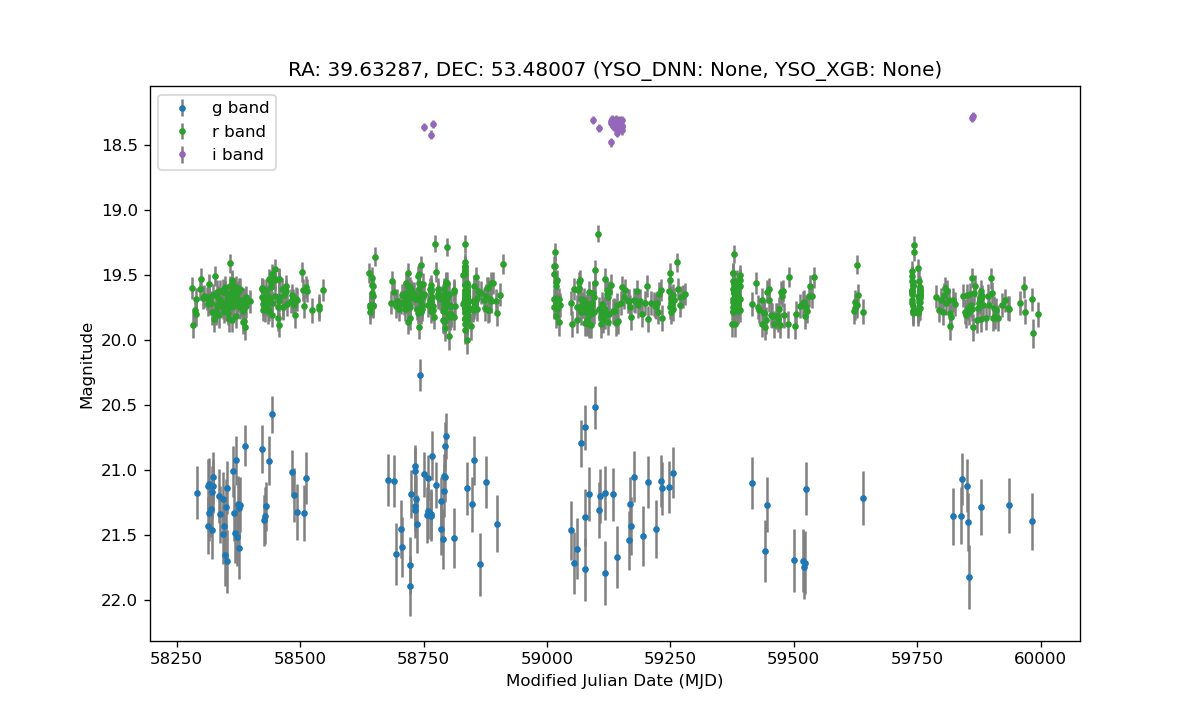 RA: 39.63287, DEC: 53.48007 (YSO_DNN: None, YSO_XGB: None)
g band
r band
i band
18.5
19.0
19.5
20.0
20.5
21.0
21.5
22.0
Magnitude
58250 58500 58750 59000 59250 59500 59750 60000
Modified Julian Date (MJD)